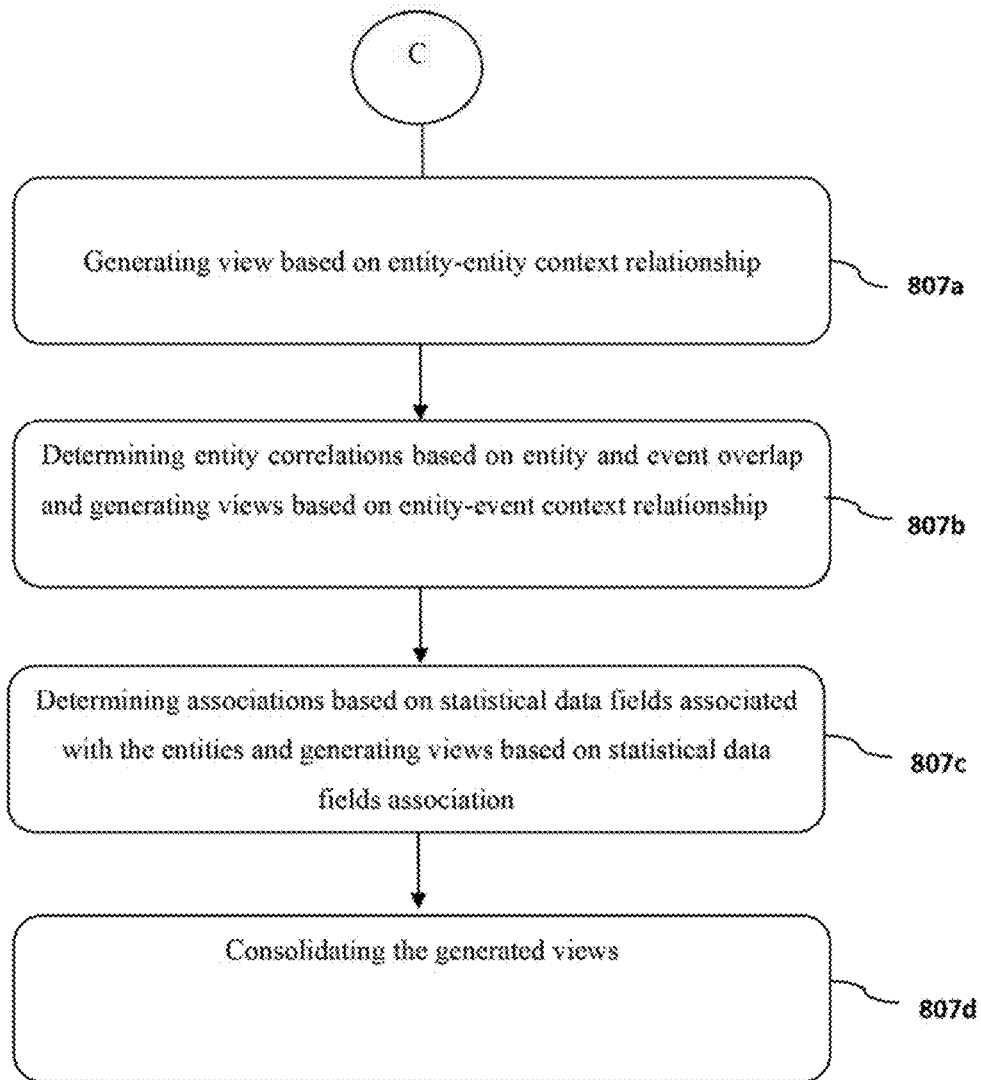 C
Generating view based on entity-entity context relationship
807a
Determining entity correlations based on entity and event overlap
and generating views based on entity-event context relationship
807b
Determining associations based on statistical data fields associated
with the entities and generating views based on statistical data
fields association
807c
Consolidating the generated views
807d